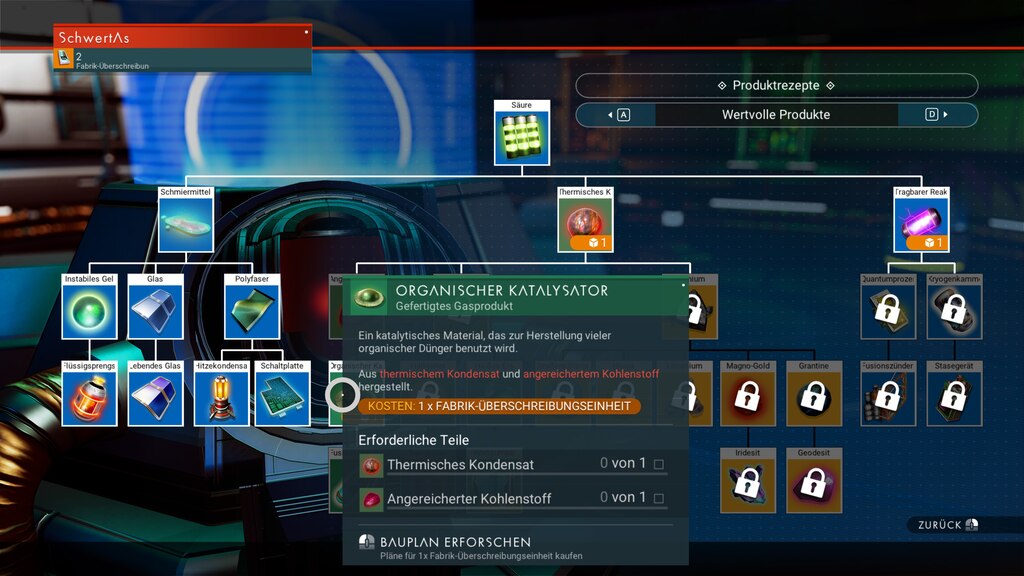 SchwertΛs
2
Fabrik-Überschreibun
Produktrezepte
A
Wertvolle Produkte
D
Säure
Schmiermittel
Thermisches K
Tragbarer Reak
1
1
Instabiles Gel
Glas
Polyfaser
Quantumproze
Kryogenkamm
Flüssigsprengs
Lebendes Glas
Hitzekondensa
Schaltplatte
Magno-Gold
Grantine
Fusionszünder
Stasegerät
Iridesit
Geodesit
ORGANISCHER KATALYSATOR
Gefertigtes Gasprodukt
Ein katalytisches Material, das zur Herstellung vieler
organischer Dünger benutzt wird.
Aus thermischem Kondensat und angereichertem Kohlenstoff
hergestellt.
KOSTEN: 1 x FABRIK-ÜBERSCHREIBUNGSEINHEIT
Erforderliche Teile
Thermisches Kondensat 0 von 1
Angereicherter Kohlenstoff 0 von 1
BAUPLAN ERFORSCHEN
Pläne für 1x Fabrik-Überschreibungseinheit kaufen
ZURÜCK